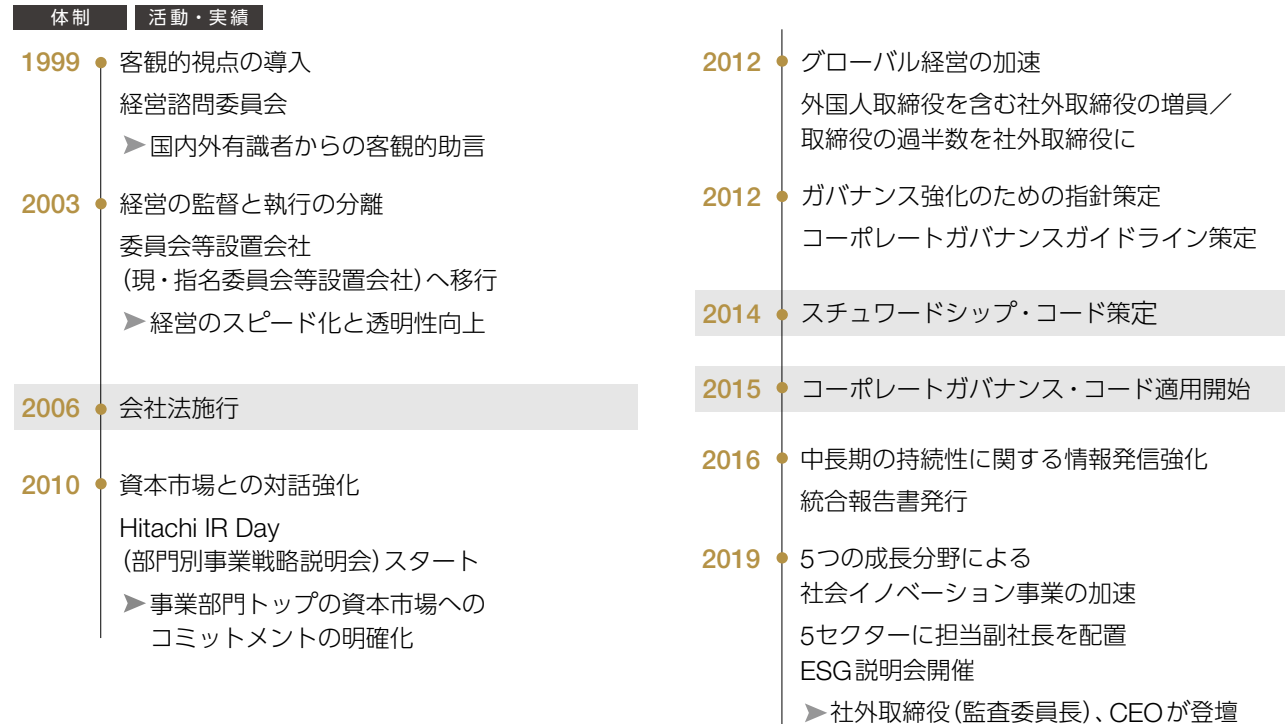 体制 活動・実績
1999 客観的視点の導入
経営諮問委員会
➤国内外有識者からの客観的助言
2003 経営の監督と執行の分離
委員会等設置会社
（現・指名委員会等設置会社）へ移行
➤経営のスピード化と透明性向上
2006 会社法施行
2010 資本市場との対話強化
Hitachi IR Day
（部門別事業戦略説明会）スタート
➤事業部門トップの資本市場への
コミットメントの明確化
2012 グローバル経営の加速
外国人取締役を含む社外取締役の増員／
取締役の過半数を社外取締役に
2012 ガバナンス強化のための指針策定
コーポレートガバナンスガイドライン策定
2014 スチュワードシップ・コード策定
2015 コーポレートガバナンス・コード適用開始
2016 中長期の持続性に関する情報発信強化
統合報告書発行
2019 5つの成長分野による
社会イノベーション事業の加速
5セクターに担当副社長を配置
ESG説明会開催
➤社外取締役（監査委員長）、CEOが登壇